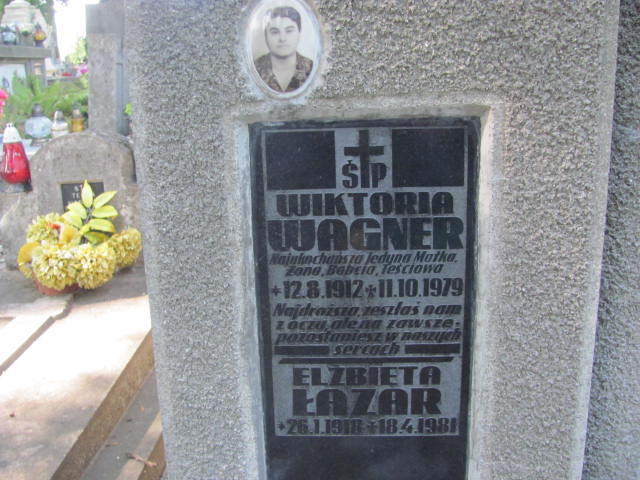 Ś P
WIKTORIA
WAGNER
Najukochańsza Jedyna Matka,
Żona, Babcia, Teściowa
*12.8.1912 ✝11.10.1979
Najdroższa, zeszłaś nam
z oczu, ale na zawsze
pozostaniesz w naszych
sercach
ELŻBIETA
ŁAZAR
*26.1.1918 ✝18.4.1981